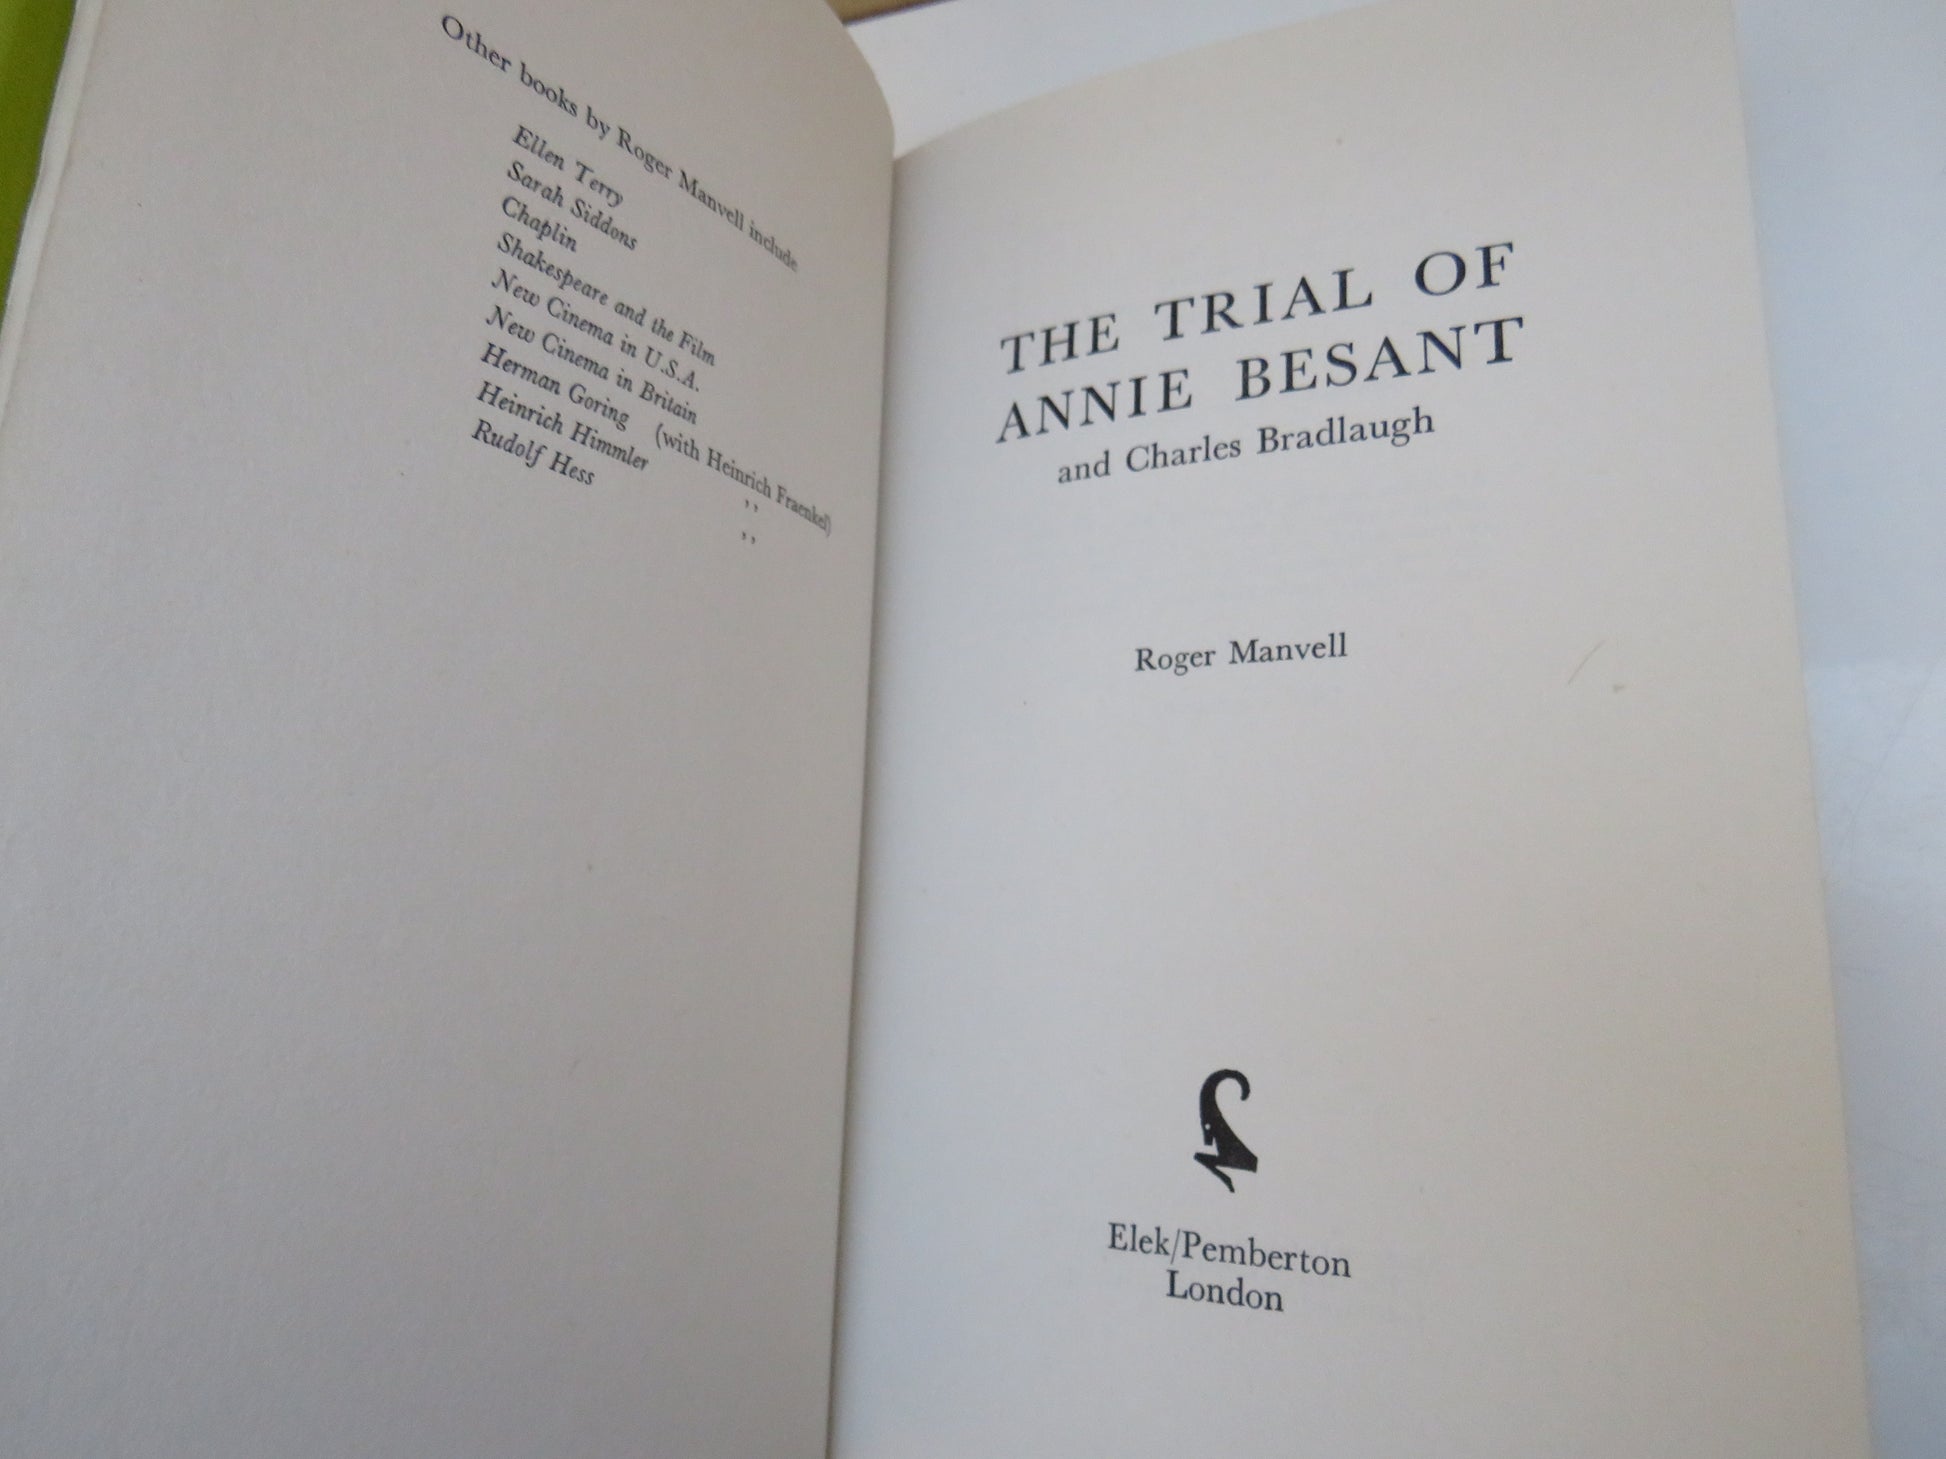 Other books by Roger Manvell include
Ellen Terry
Sarah Siddons
Chaplin
Shakespeare and the Film
New Cinema in U.S.A.
New Cinema in Britain
Herman Goring (with Heinrich Fraenkel)
Heinrich Himmler ,,
Rudolf Hess ,,
THE TRIAL OF
ANNIE BESANT
and Charles Bradlaugh
Roger Manvell
Elek/Pemberton
London